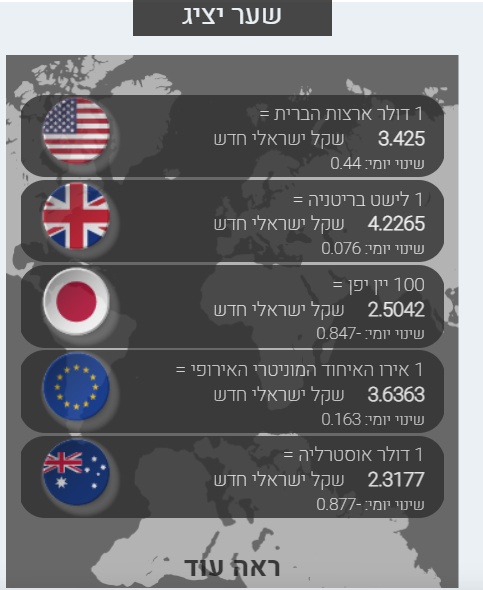 שער יציג
1 דולר ארצות הברית =
3.425 שקל ישראלי חדש
שינוי יומי: 0.44
1 לישט בריטניה =
4.2265 שקל ישראלי חדש
שינוי יומי: 0.076
100 יין יפן =
2.5042 שקל ישראלי חדש
שינוי יומי: -0.847
1 אירו האיחוד המוניטרי האירופי =
3.6363 שקל ישראלי חדש
שינוי יומי: 0.163
1 דולר אוסטרליה =
2.3177 שקל ישראלי חדש
שינוי יומי: -0.877
ראה עוד